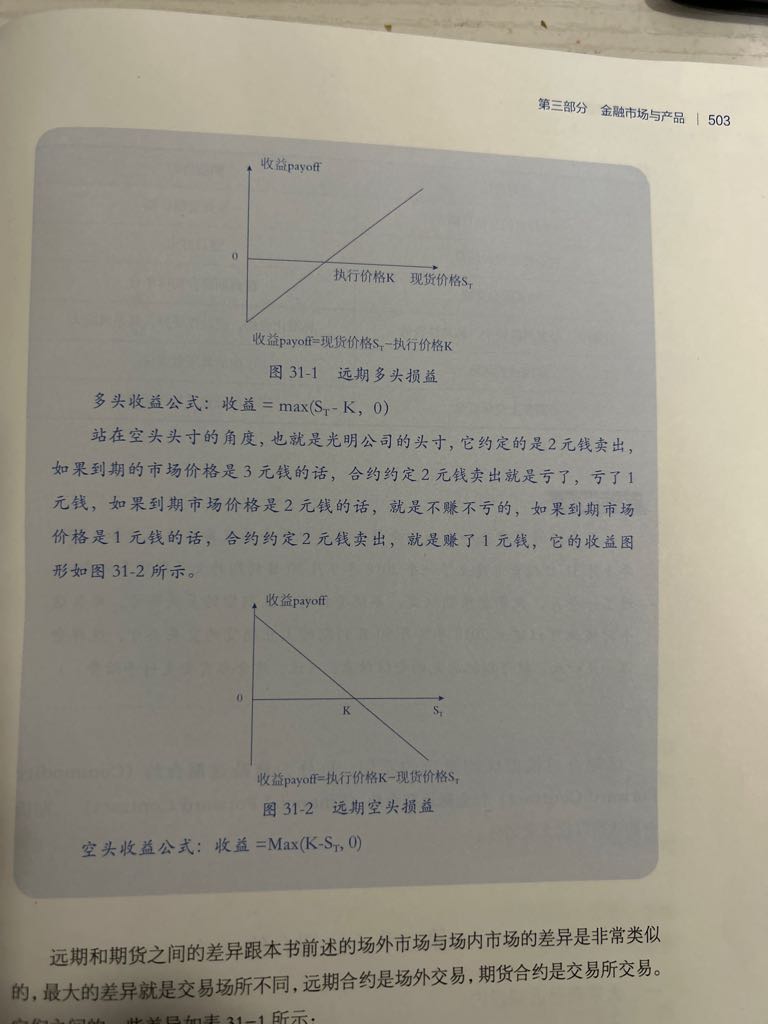 第三部分 金融市场与产品 | 503
收益payoff
0
执行价格K 现货价格S_T
收益payoff=现货价格S_T−执行价格K
图 31-1 远期多头损益
多头收益公式：收益 = max(S_T - K, 0)
站在空头头寸的角度，也就是光明公司的头寸，它约定的是2元钱卖出，
如果到期的市场价格是3元钱的话，合约约定2元钱卖出就是亏了，亏了1
元钱，如果到期市场价格是2元钱的话，就是不赚不亏的，如果到期市场
价格是1元钱的话，合约约定2元钱卖出，就是赚了1元钱，它的收益图
形如图31-2所示。
收益payoff
0
K S_T
收益payoff=执行价格K−现货价格S_T
图 31-2 远期空头损益
空头收益公式：收益 =Max(K-S_T, 0)
远期和期货之间的差异跟本书前述的场外市场与场内市场的差异是非常类似
的，最大的差异就是交易场所不同，远期合约是场外交易，期货合约是交易所交易。
它们之间的一些差异如表31-1所示：